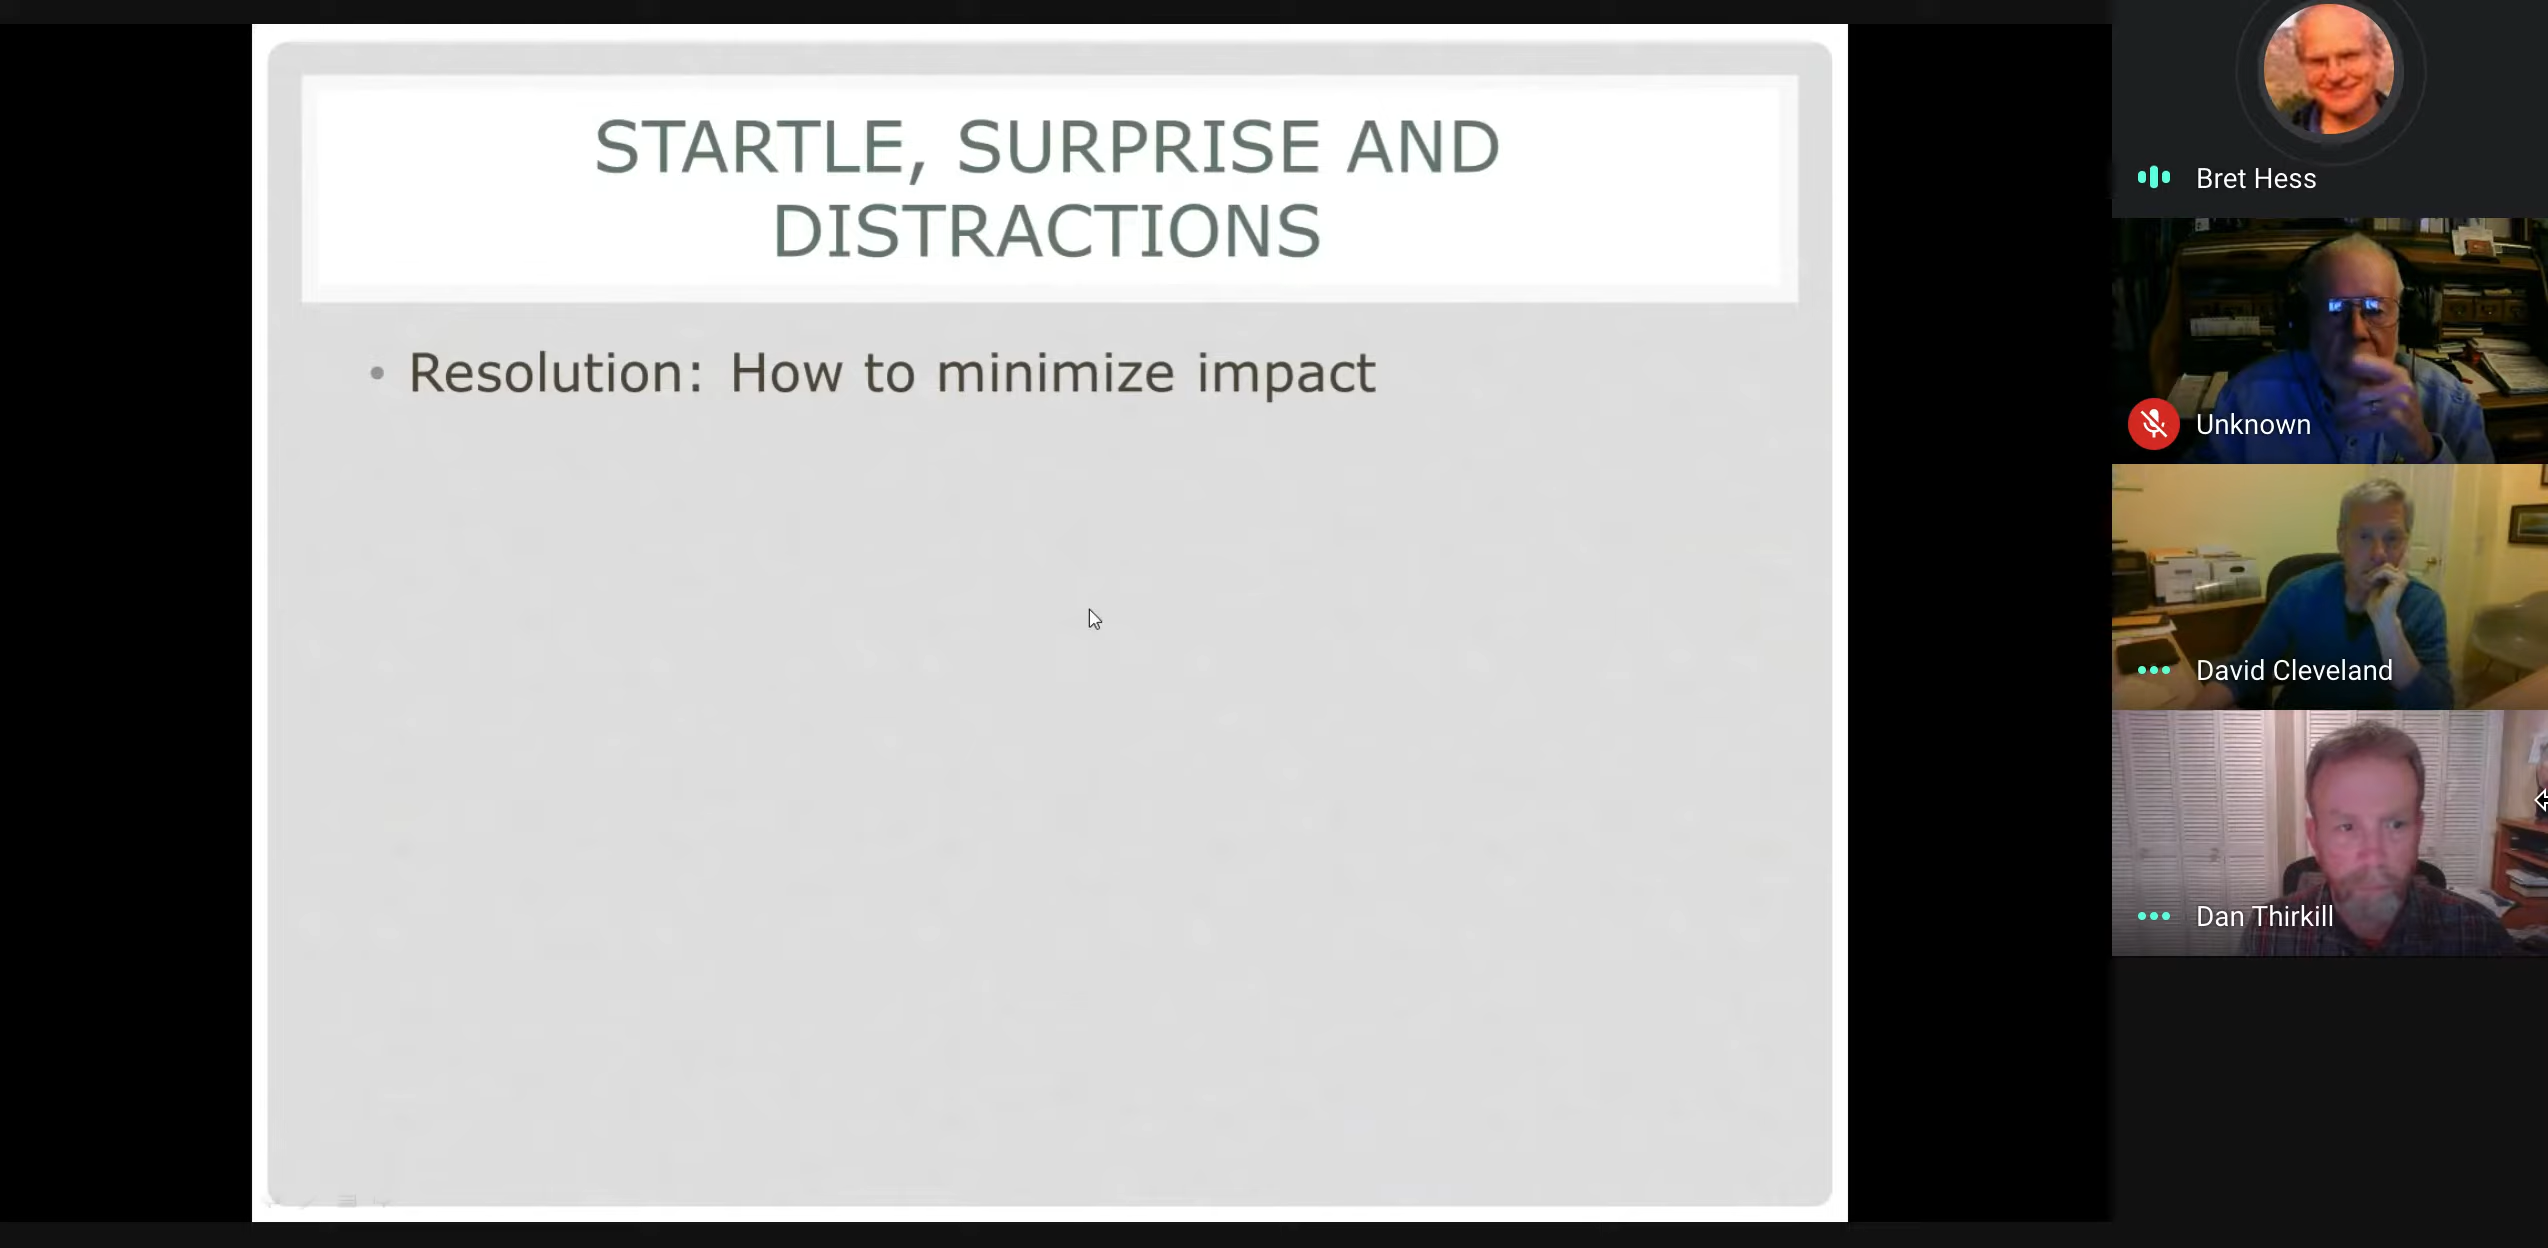 STARTLE, SURPRISE AND
DISTRACTIONS
• Resolution: How to minimize impact
Bret Hess
Unknown
David Cleveland
Dan Thirkill